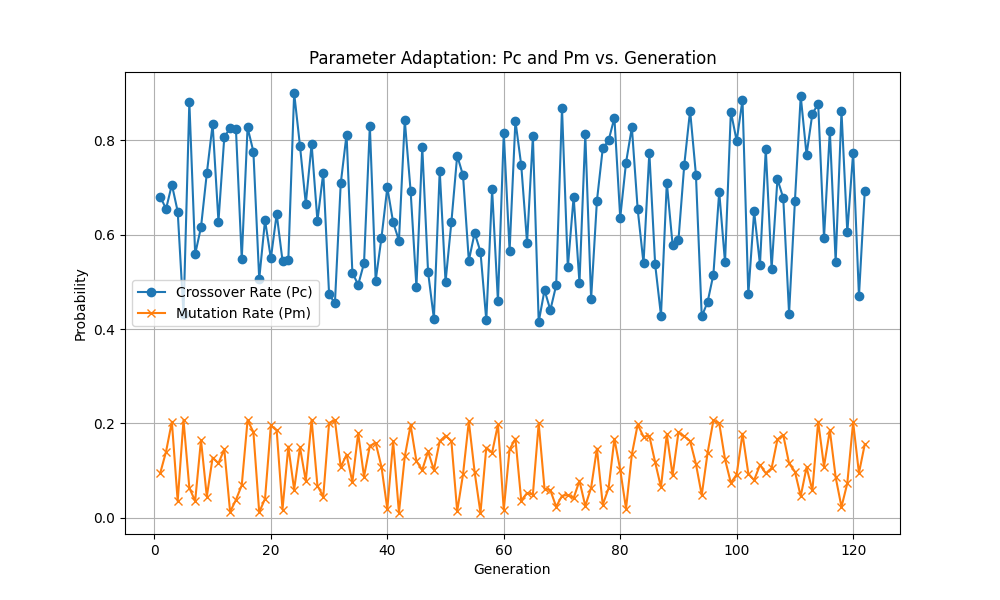 Parameter Adaptation: Pc and Pm vs. Generation
Probability
0.8
0.6
0.4
0.2
0.0
Crossover Rate (Pc)
Mutation Rate (Pm)
0
20
40
60
80
100
120
Generation